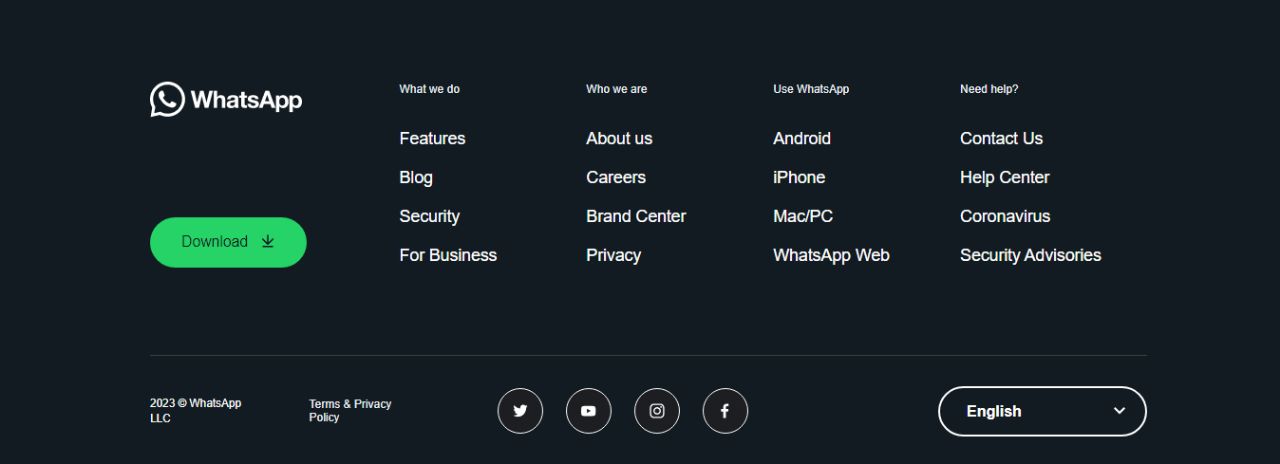 WhatsApp
Download
What we do
Features
Blog
Security
For Business
Who we are
About us
Careers
Brand Center
Privacy
Use WhatsApp
Android
iPhone
Mac/PC
WhatsApp Web
Need help?
Contact Us
Help Center
Coronavirus
Security Advisories
2023 © WhatsApp
LLC
Terms & Privacy
Policy
English